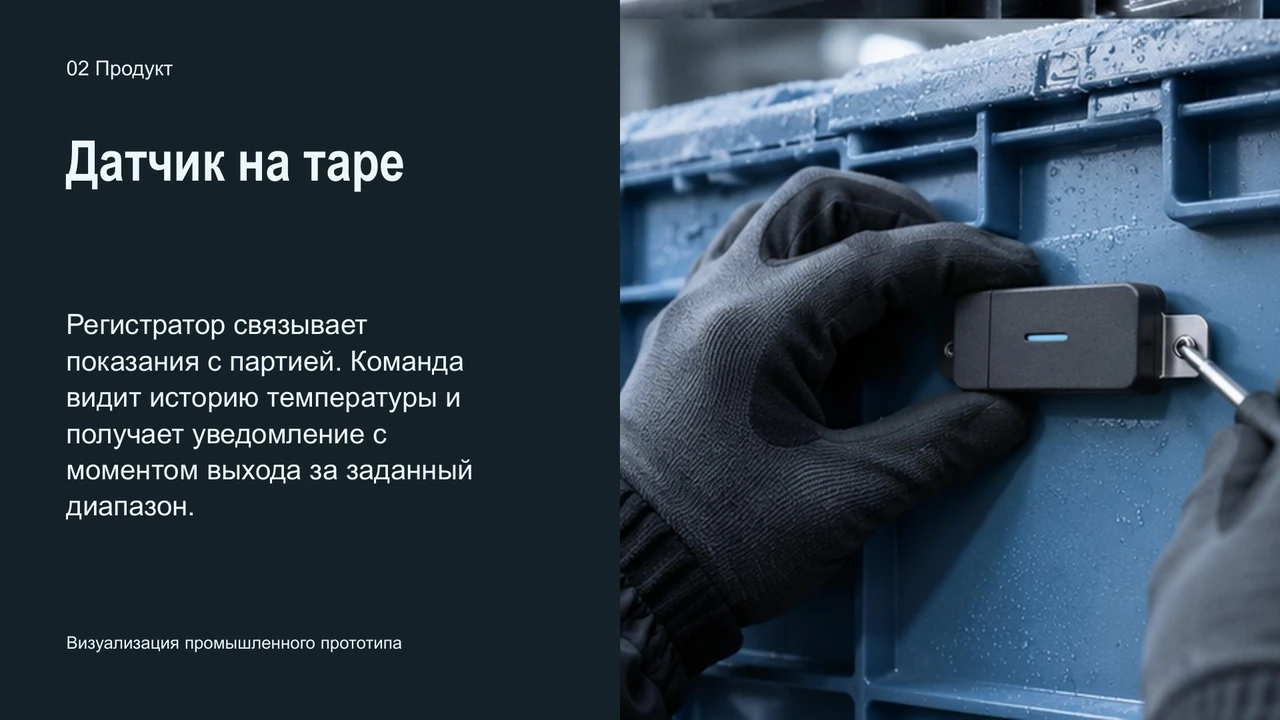 02 Продукт
Датчик на таре
Регистратор связывает
показания с партией. Команда
видит историю температуры и
получает уведомление с
моментом выхода за заданный
диапазон.
Визуализация промышленного прототипа